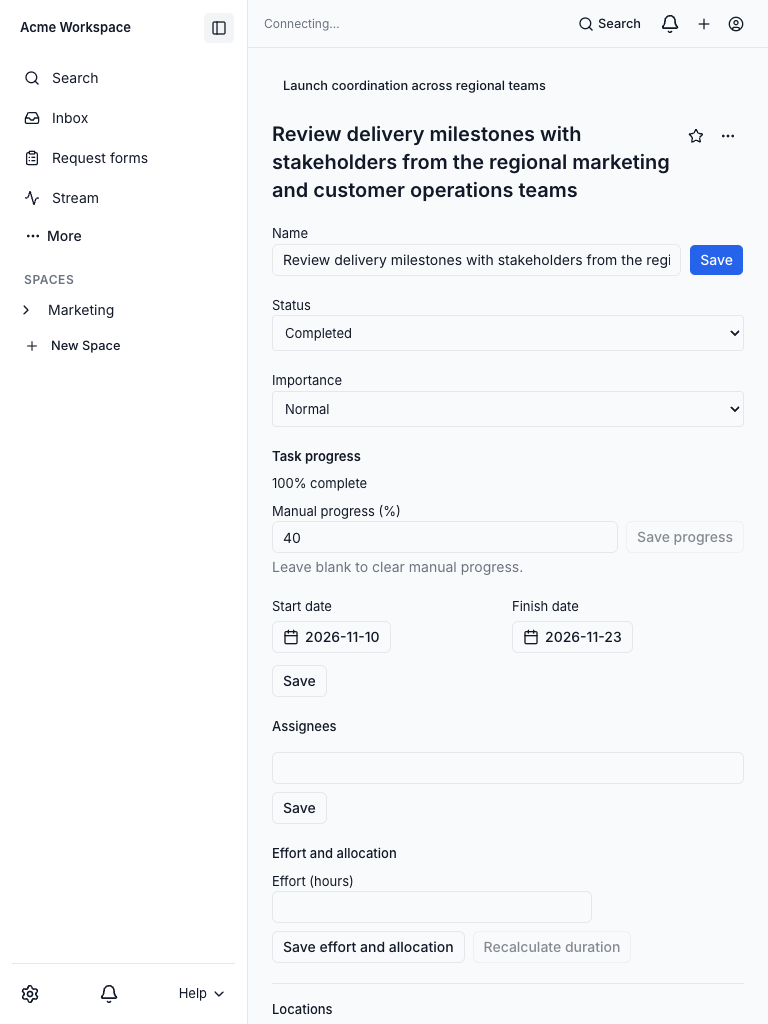 Acme Workspace
Search
Inbox
Request forms
Stream
More
SPACES
Marketing
New Space
Help
Connecting...
Search
Launch coordination across regional teams
Review delivery milestones with
stakeholders from the regional marketing
and customer operations teams
Name
Review delivery milestones with stakeholders from the regi
Save
Status
Completed
Importance
Normal
Task progress
100% complete
Manual progress (%)
40
Save progress
Leave blank to clear manual progress.
Start date
Finish date
2026-11-10
2026-11-23
Save
Assignees
Save
Effort and allocation
Effort (hours)
Save effort and allocation
Recalculate duration
Locations